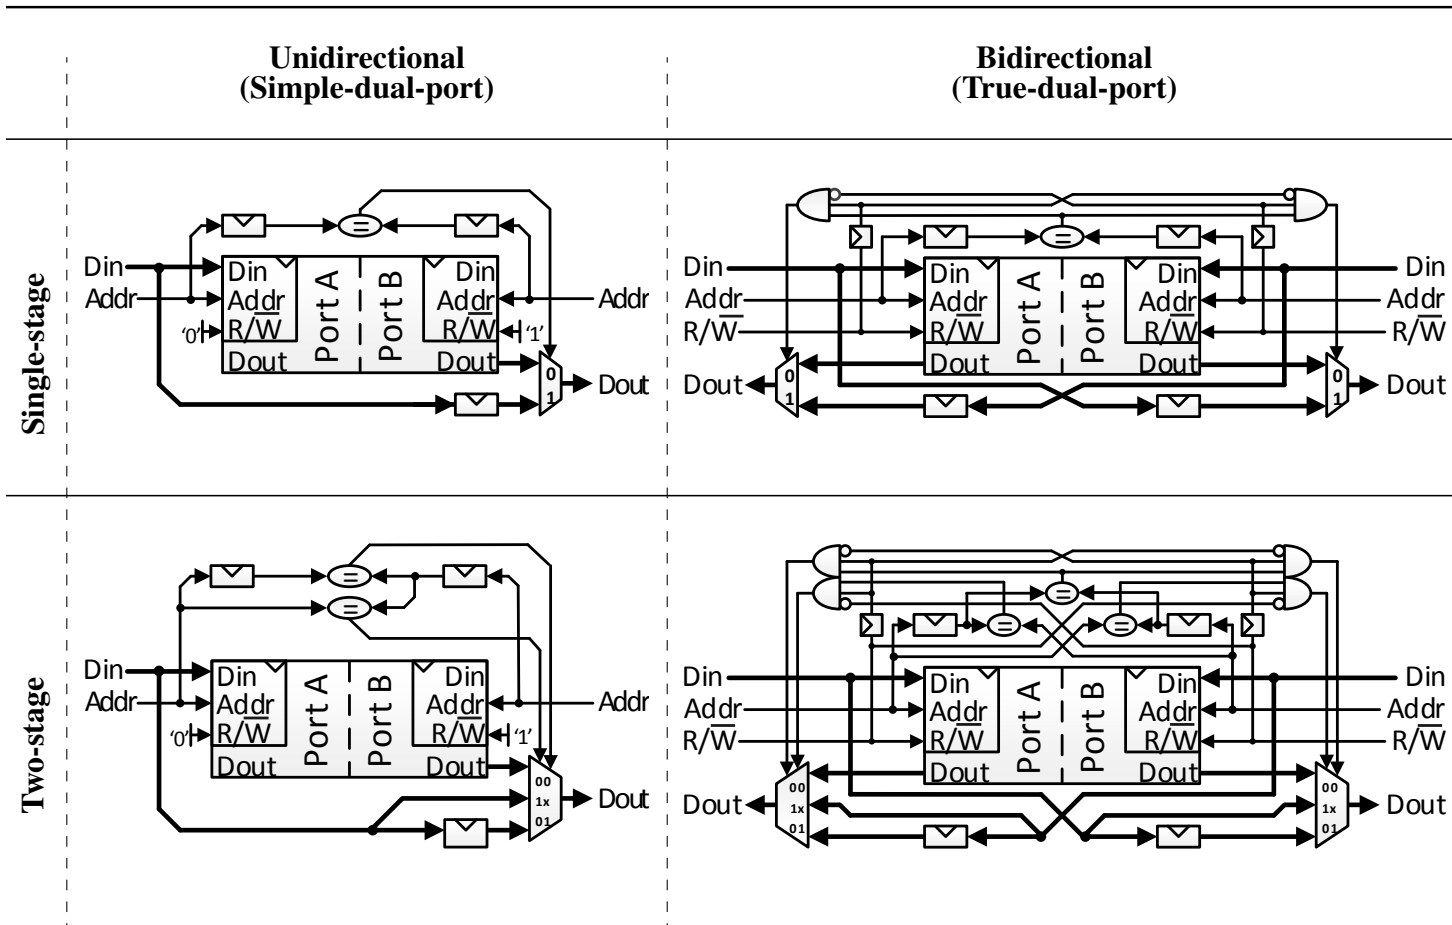 Unidirectional
(Simple-dual-port)
Bidirectional
(True-dual-port)
Single-stage
=
Din
Addr
'0'
Din
Addr
R/W̅
Dout
Port A
Port B
Din
Addr
R/W̅
Dout
'1'
Addr
0
1
Dout
=
Din
Addr
R/W̅
Dout
Din
Addr
R/W̅
Dout
Port A
Port B
Din
Addr
R/W̅
Dout
Din
Addr
R/W̅
Dout
0
1
0
1
Two-stage
=
=
Din
Addr
'0'
Din
Addr
R/W̅
Dout
Port A
Port B
Din
Addr
R/W̅
Dout
'1'
Addr
00
1x
01
Dout
=
=
=
Din
Addr
R/W̅
Dout
Din
Addr
R/W̅
Dout
Port A
Port B
Din
Addr
R/W̅
Dout
Din
Addr
R/W̅
Dout
00
1x
01
00
1x
01